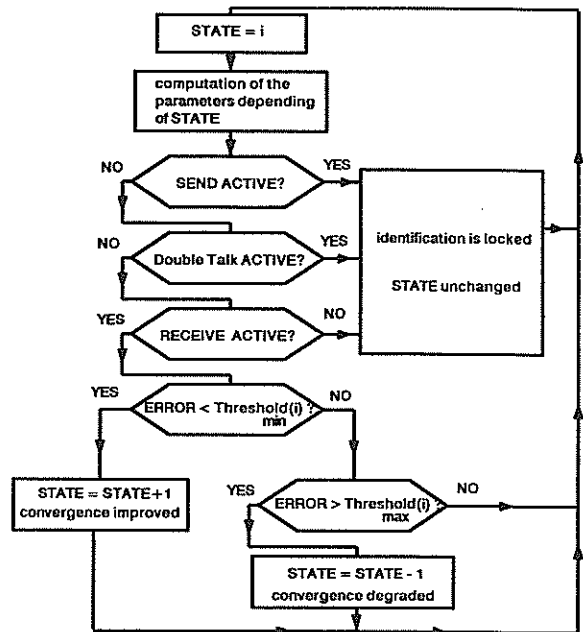 STATE = i
computation of the
parameters depending
of STATE
NO
YES
SEND ACTIVE?
identification is locked
STATE unchanged
NO
YES
Double Talk ACTIVE?
YES
NO
RECEIVE ACTIVE?
YES
NO
ERROR < Threshold(i) ?
min
STATE = STATE+1
convergence improved
YES
NO
ERROR > Threshold(i) ?
max
STATE = STATE - 1
convergence degraded